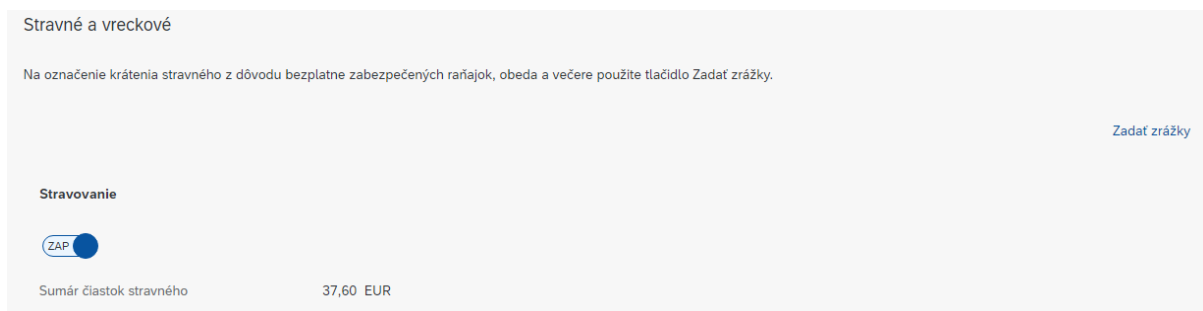 Stravné a vreckové
Na označenie krátenia stravného z dôvodu bezplatne zabezpečených raňajok, obeda a večere použite tlačidlo Zadať zrážky.
Zadať zrážky
Stravovanie
ZAP
Sumár čiastok stravného 37,60 EUR